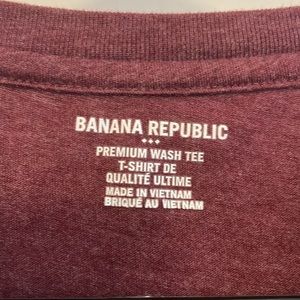 BANANA REPUBLIC
PREMIUM WASH TEE
T-SHIRT DE
QUALITÉ ULTIME
MADE IN VIETNAM
BRIQUÉ AU VIETNAM